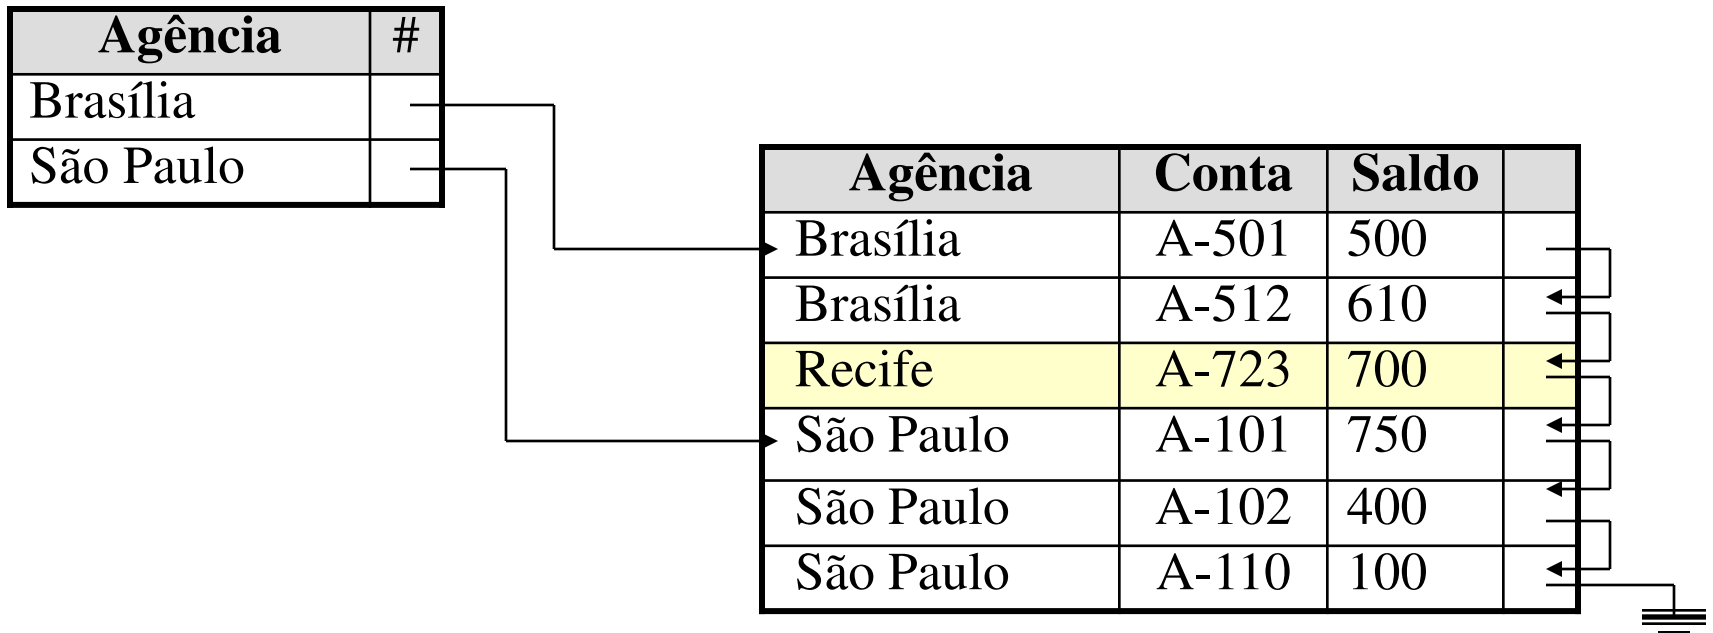 Agência #
Brasília
São Paulo
Agência Conta Saldo
Brasília A-501 500
Brasília A-512 610
Recife A-723 700
São Paulo A-101 750
São Paulo A-102 400
São Paulo A-110 100